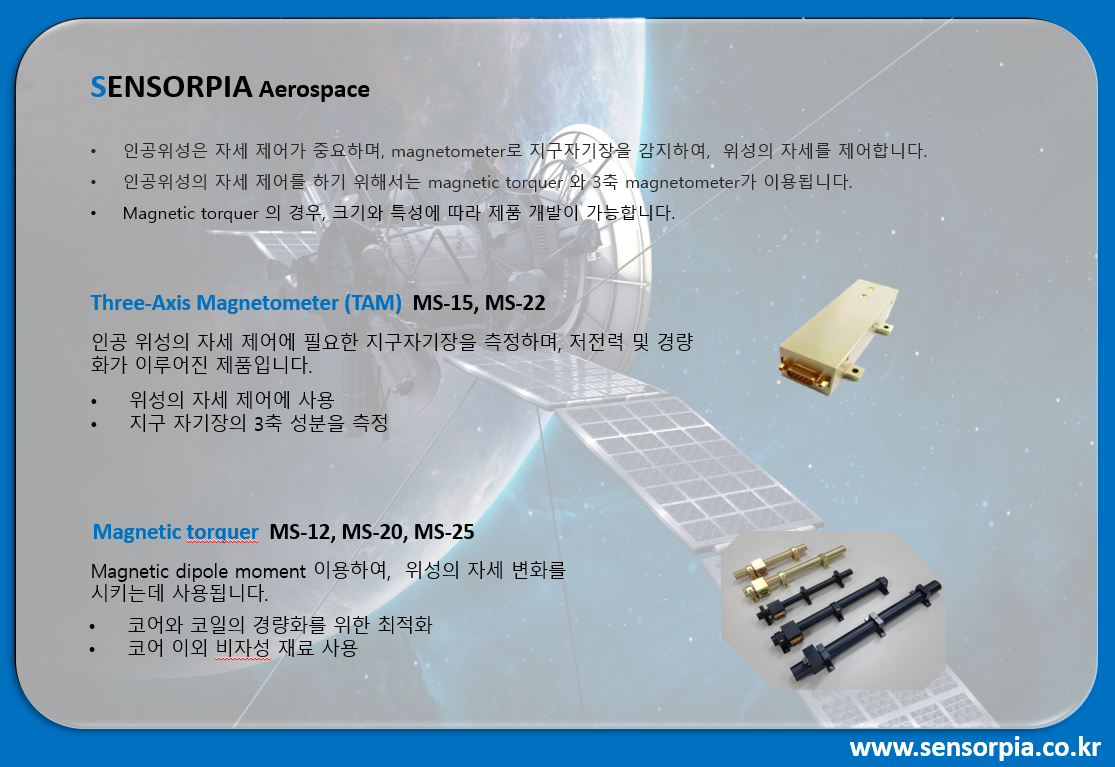 SENSORPIA Aerospace
• 인공위성은 자세 제어가 중요하며, magnetometer로 지구자기장을 감지하여, 위성의 자세를 제어합니다.
• 인공위성의 자세 제어를 하기 위해서는 magnetic torquer 와 3축 magnetometer가 이용됩니다.
• Magnetic torquer 의 경우, 크기와 특성에 따라 제품 개발이 가능합니다.
Three-Axis Magnetometer (TAM) MS-15, MS-22
인공 위성의 자세 제어에 필요한 지구자기장을 측정하며, 저전력 및 경량
화가 이루어진 제품입니다.
• 위성의 자세 제어에 사용
• 지구 자기장의 3축 성분을 측정
Magnetic torquer MS-12, MS-20, MS-25
Magnetic dipole moment 이용하여, 위성의 자세 변화를
시키는데 사용됩니다.
• 코어와 코일의 경량화를 위한 최적화
• 코어 이외 비자성 재료 사용
www.sensorpia.co.kr